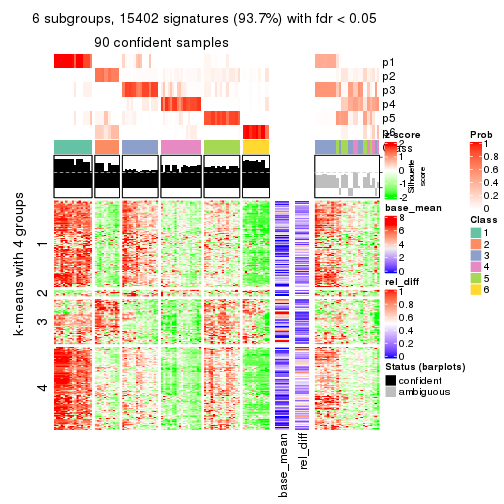 6 subgroups, 15402 signatures (93.7%) with fdr < 0.05
90 confident samples
p1
p2
p3
p4
p5
p6
Class
Silhouette
score
z-score
2
1
0
-1
-2
Prob
1
0.8
0.6
0.4
0.2
0
base_mean
8
6
4
2
0
Class
1
2
3
4
5
6
rel_diff
1
0.8
0.6
0.4
0.2
0
Status (barplots)
confident
ambiguous
k-means with 4 groups
1
2
3
4
base_mean
rel_diff